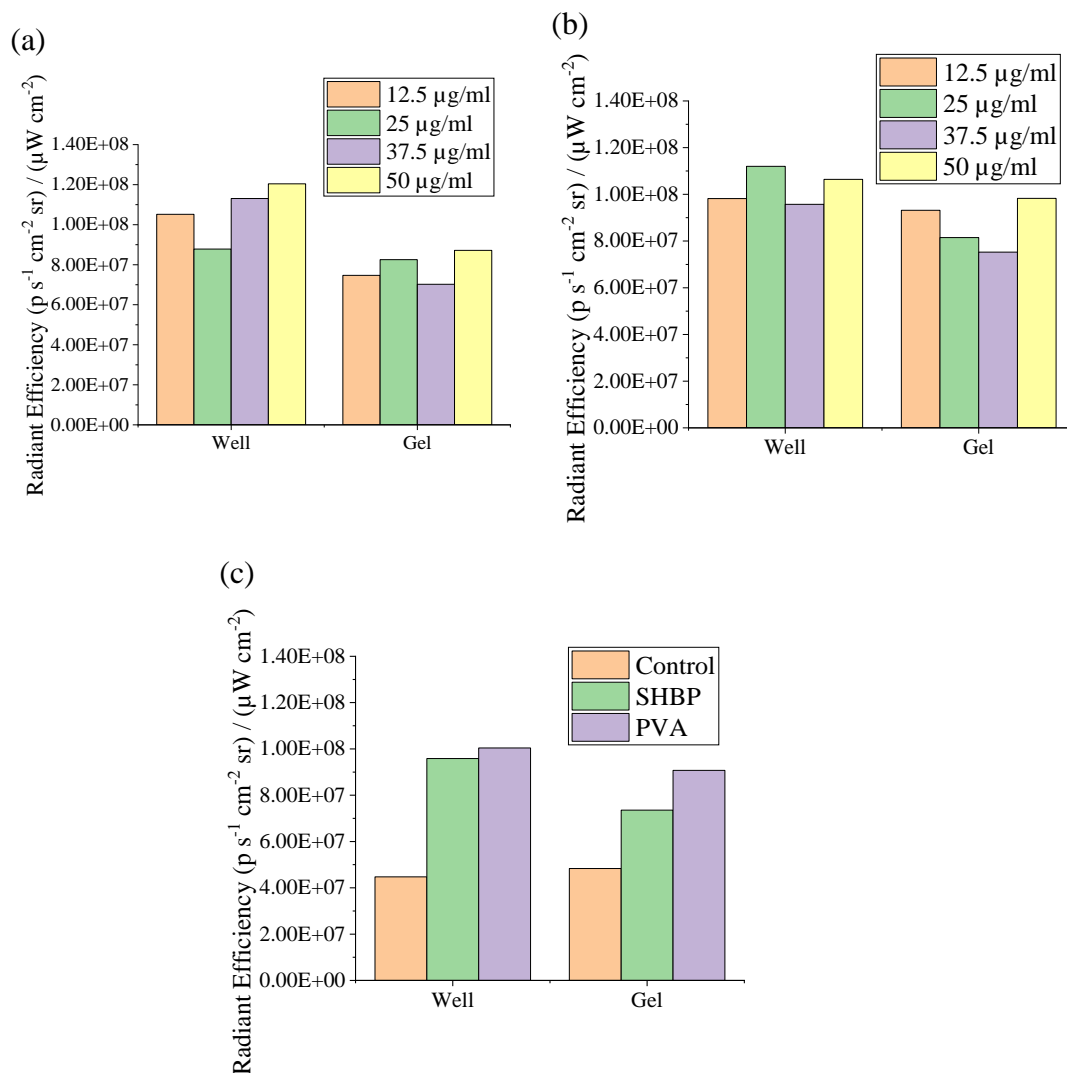 (a)
12.5 µg/ml
25 µg/ml
37.5 µg/ml
50 µg/ml
Radiant Efficiency (p s⁻¹ cm⁻² sr) / (µW cm⁻²)
1.40E+08
1.20E+08
1.00E+08
8.00E+07
6.00E+07
4.00E+07
2.00E+07
0.00E+00
Well Gel
(b)
12.5 µg/ml
25 µg/ml
37.5 µg/ml
50 µg/ml
Radiant Efficiency (p s⁻¹ cm⁻² sr) / (µW cm⁻²)
1.40E+08
1.20E+08
1.00E+08
8.00E+07
6.00E+07
4.00E+07
2.00E+07
0.00E+00
Well Gel
(c)
Control
SHBP
PVA
Radiant Efficiency (p s⁻¹ cm⁻² sr) / (µW cm⁻²)
1.40E+08
1.20E+08
1.00E+08
8.00E+07
6.00E+07
4.00E+07
2.00E+07
0.00E+00
Well Gel